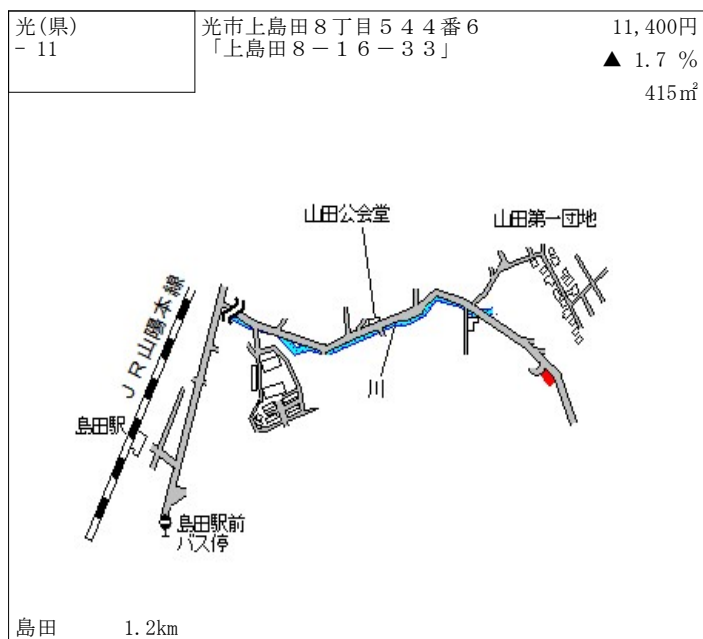 光(県)
- 11
光市上島田８丁目５４４番６
「上島田８－１６－３３」
11,400円
▲ 1.7 %
415㎡
山田公会堂
山田第一団地
ＪＲ山陽本線
川
島田駅
島田駅前
バス停
島田 1.2km